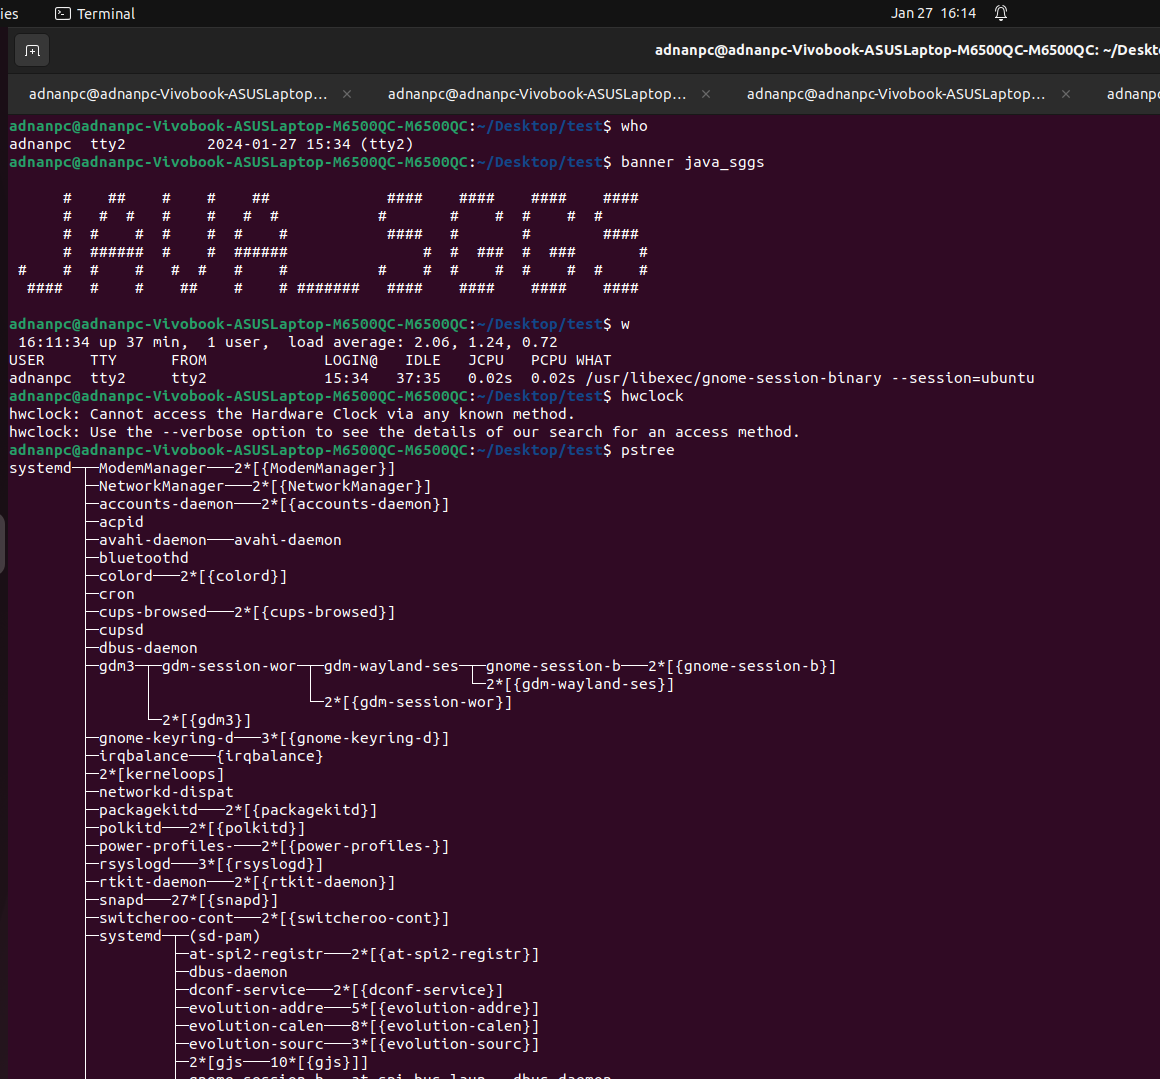 ies Terminal Jan 27 16:14
adnanpc@adnanpc-Vivobook-ASUSLaptop-M6500QC-M6500QC: ~/Deskto
adnanpc@adnanpc-Vivobook-ASUSLaptop... × adnanpc@adnanpc-Vivobook-ASUSLaptop... × adnanpc@adnanpc-Vivobook-ASUSLaptop... × adnanpc
adnanpc@adnanpc-Vivobook-ASUSLaptop-M6500QC-M6500QC:~/Desktop/test$ who
adnanpc  tty2         2024-01-27 15:34 (tty2)
adnanpc@adnanpc-Vivobook-ASUSLaptop-M6500QC-M6500QC:~/Desktop/test$ banner java_sggs
      #    ##    #    #    ##             ####    ####    ####    ####
      #   #  #   #    #   #  #           #       #    #  #    #  #
      #  #    #  #    #  #    #           ####   #       #        ####
      #  ######  #    #  ######               #  #  ###  #  ###       #
 #    #  #    #   #  #   #    #          #    #  #    #  #    #  #    #
  ####   #    #    ##    #    # #######   ####    ####    ####    ####
adnanpc@adnanpc-Vivobook-ASUSLaptop-M6500QC-M6500QC:~/Desktop/test$ w
 16:11:34 up 37 min,  1 user,  load average: 2.06, 1.24, 0.72
USER     TTY      FROM             LOGIN@   IDLE   JCPU   PCPU WHAT
adnanpc  tty2     tty2             15:34   37:35   0.02s  0.02s /usr/libexec/gnome-session-binary --session=ubuntu
adnanpc@adnanpc-Vivobook-ASUSLaptop-M6500QC-M6500QC:~/Desktop/test$ hwclock
hwclock: Cannot access the Hardware Clock via any known method.
hwclock: Use the --verbose option to see the details of our search for an access method.
adnanpc@adnanpc-Vivobook-ASUSLaptop-M6500QC-M6500QC:~/Desktop/test$ pstree
systemd─┬─ModemManager───2*[{ModemManager}]
        ├─NetworkManager───2*[{NetworkManager}]
        ├─accounts-daemon───2*[{accounts-daemon}]
        ├─acpid
        ├─avahi-daemon───avahi-daemon
        ├─bluetoothd
        ├─colord───2*[{colord}]
        ├─cron
        ├─cups-browsed───2*[{cups-browsed}]
        ├─cupsd
        ├─dbus-daemon
        ├─gdm3─┬─gdm-session-wor─┬─gdm-wayland-ses─┬─gnome-session-b───2*[{gnome-session-b}]
        │      │                 │                 └─2*[{gdm-wayland-ses}]
        │      │                 └─2*[{gdm-session-wor}]
        │      └─2*[{gdm3}]
        ├─gnome-keyring-d───3*[{gnome-keyring-d}]
        ├─irqbalance───{irqbalance}
        ├─2*[kerneloops]
        ├─networkd-dispat
        ├─packagekitd───2*[{packagekitd}]
        ├─polkitd───2*[{polkitd}]
        ├─power-profiles-───2*[{power-profiles-}]
        ├─rsyslogd───3*[{rsyslogd}]
        ├─rtkit-daemon───2*[{rtkit-daemon}]
        ├─snapd───27*[{snapd}]
        ├─switcheroo-cont───2*[{switcheroo-cont}]
        ├─systemd─┬─(sd-pam)
        │         ├─at-spi2-registr───2*[{at-spi2-registr}]
        │         ├─dbus-daemon
        │         ├─dconf-service───2*[{dconf-service}]
        │         ├─evolution-addre───5*[{evolution-addre}]
        │         ├─evolution-calen───8*[{evolution-calen}]
        │         ├─evolution-sourc───3*[{evolution-sourc}]
        │         ├─2*[gjs───10*[{gjs}]]